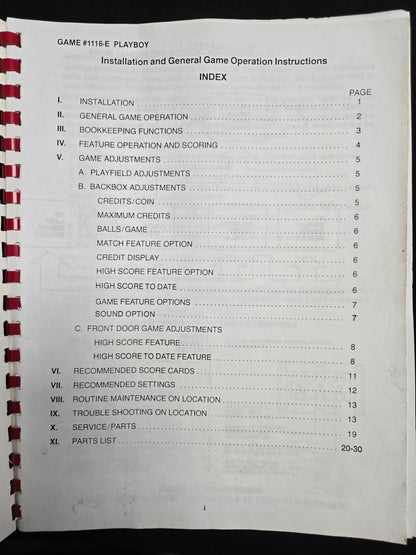 GAME #1116-E PLAYBOY
Installation and General Game Operation Instructions
INDEX
PAGE
I. INSTALLATION 1
II. GENERAL GAME OPERATION 2
III. BOOKKEEPING FUNCTIONS 3
IV. FEATURE OPERATION AND SCORING 4
V. GAME ADJUSTMENTS 5
A. PLAYFIELD ADJUSTMENTS 5
B. BACKBOX ADJUSTMENTS 5
CREDITS/COIN 5
MAXIMUM CREDITS 6
BALLS/GAME 6
MATCH FEATURE OPTION 6
CREDIT DISPLAY 6
HIGH SCORE FEATURE OPTION 6
HIGH SCORE TO DATE 6
GAME FEATURE OPTIONS 7
SOUND OPTION 7
C. FRONT DOOR GAME ADJUSTMENTS
HIGH SCORE FEATURE 8
HIGH SCORE TO DATE FEATURE 8
VI. RECOMMENDED SCORE CARDS 11
VII. RECOMMENDED SETTINGS 12
VIII. ROUTINE MAINTENANCE ON LOCATION 13
IX. TROUBLE SHOOTING ON LOCATION 13
X. SERVICE/PARTS 19
XI. PARTS LIST 20-30
i